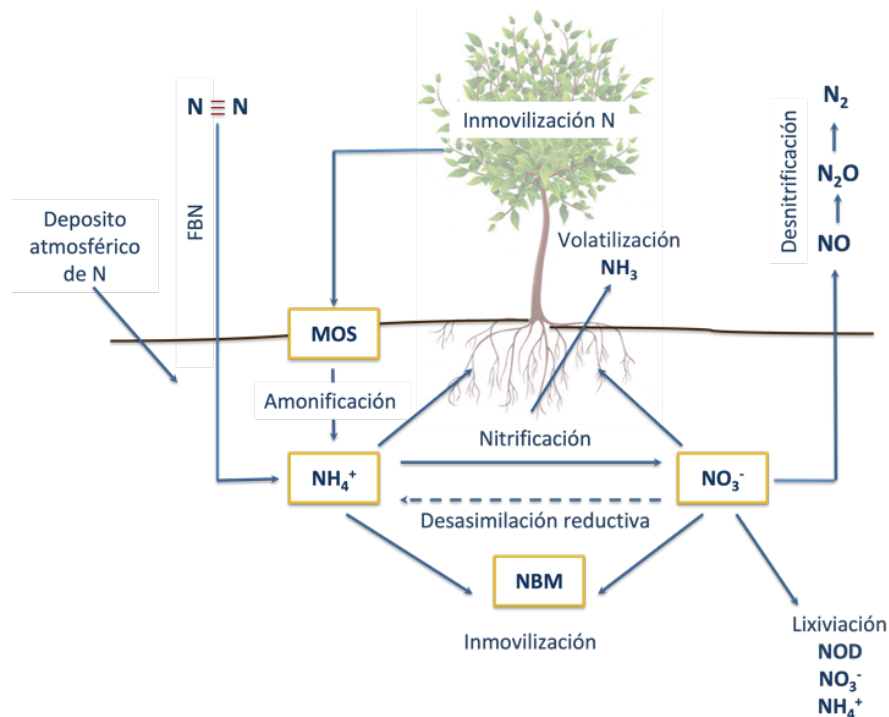 N ≡ N
Inmovilización N
N₂
N₂O
NO
Desnitrificación
FBN
Deposito
atmosférico
de N
Volatilización
NH₃
MOS
Amonificación
Nitrificación
NH₄⁺
NO₃⁻
Desasimilación reductiva
NBM
Inmovilización
Lixiviación
NOD
NO₃⁻
NH₄⁺